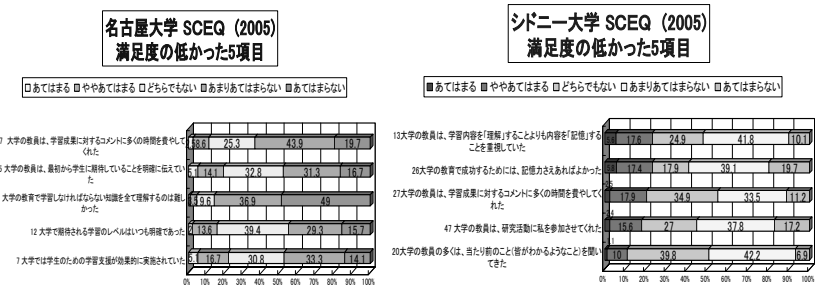 名古屋大学 SCEQ (2005)
満足度の低かった5項目
□あてはまる ■ややあてはまる □どちらでもない ■あまりあてはまらない ■あてはまらない
7 大学の教員は、学習成果に対するコメントに多くの時間を費やして
くれた
8.6 25.3 43.9 19.7
大学の教員は、最初から学生に期待していることを明確に伝えてい
た
5.1 14.1 32.8 31.3 16.7
大学の教育で学習しなければならない知識を全て理解するのは難し
かった
9.6 36.9 49
12 大学で期待される学習のレベルはいつも明確であった
2 13.6 39.4 29.3 15.7
7 大学では学生のための学習支援が効果的に実施されていた
5.1 16.7 30.8 33.3 14.1
0% 10% 20% 30% 40% 50% 60% 70% 80% 90% 100%
シドニー大学 SCEQ (2005)
満足度の低かった5項目
■あてはまる ■ややあてはまる □どちらでもない □あまりあてはまらない □あてはまらない
13大学の教員は、学習内容を「理解」することよりも内容を「記憶」する
ことを重視していた
17.6 24.9 41.8 10.1
26大学の教育で成功するためには、記憶力さえあればよかった
17.4 17.9 39.1 19.7
27大学の教員は、学習成果に対するコメントに多くの時間を費やしてく
れた
17.9 34.9 33.5 11.2
47 大学の教員は、研究活動に私を参加させてくれた
15.6 27 37.8 17.2
20大学の教員の多くは、当たり前のこと(皆がわかるようなこと)を聞い
てきた
10 39.8 42.2 6.9
0% 10% 20% 30% 40% 50% 60% 70% 80% 90% 100%